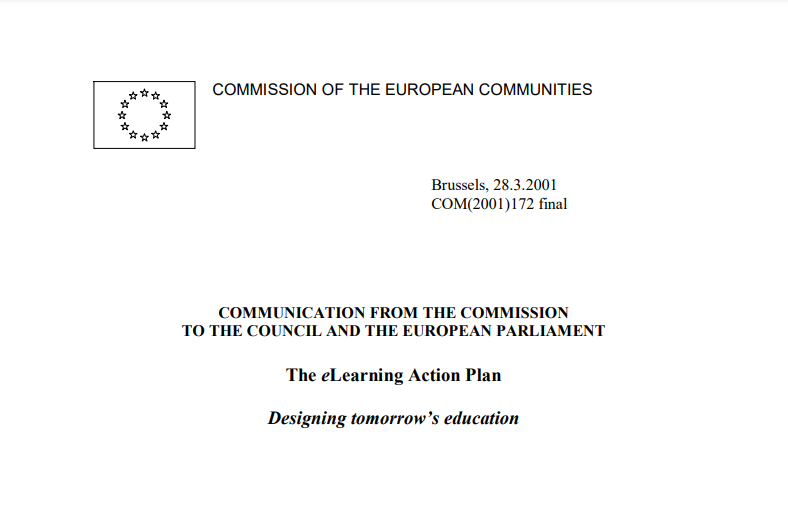 COMMISSION OF THE EUROPEAN COMMUNITIES
Brussels, 28.3.2001
COM(2001)172 final
COMMUNICATION FROM THE COMMISSION
TO THE COUNCIL AND THE EUROPEAN PARLIAMENT
The eLearning Action Plan
Designing tomorrow’s education